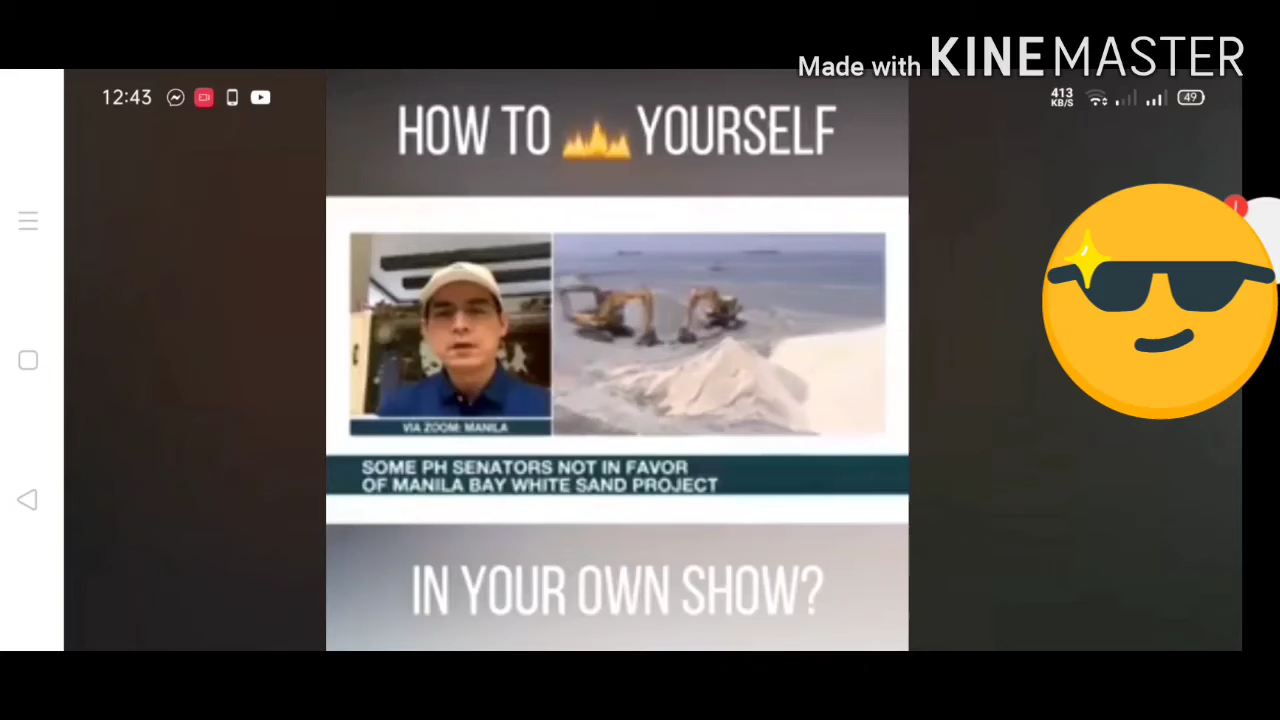 Made with KINEMASTER
12:43
413
KB/S
49
HOW TO YOURSELF
VIA ZOOM: MANILA
SOME PH SENATORS NOT IN FAVOR
OF MANILA BAY WHITE SAND PROJECT
IN YOUR OWN SHOW?